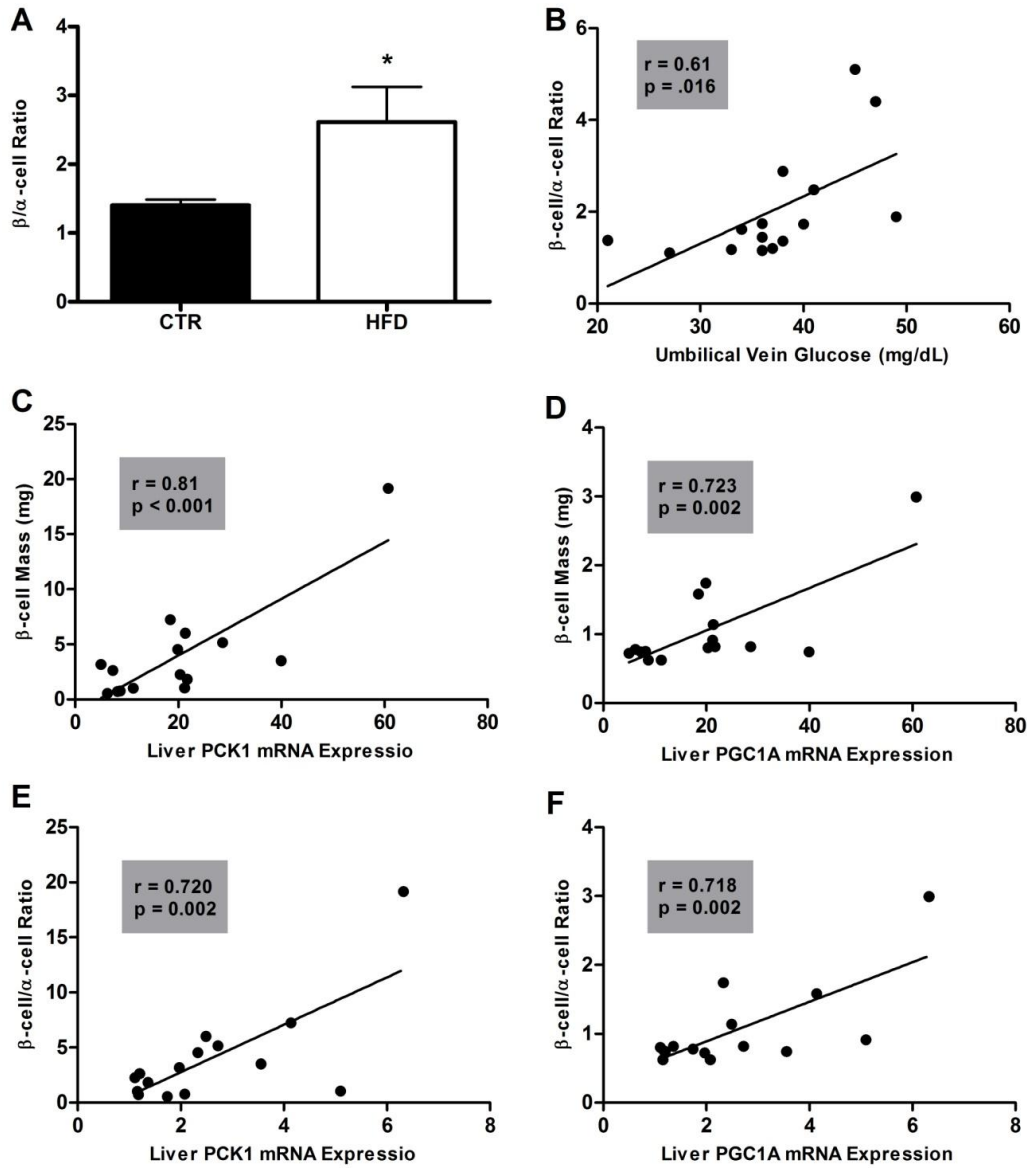 A
β/α-cell Ratio
4
3
2
1
0
*
CTR
HFD
B
β-cell/α-cell Ratio
6
4
2
0
r = 0.61
p = .016
20
30
40
50
60
Umbilical Vein Glucose (mg/dL)
C
β-cell Mass (mg)
25
20
15
10
5
0
r = 0.81
p < 0.001
0
20
40
60
80
Liver PCK1 mRNA Expressio
D
β-cell Mass (mg)
4
3
2
1
0
r = 0.723
p = 0.002
0
20
40
60
80
Liver PGC1A mRNA Expression
E
β-cell/α-cell Ratio
25
20
15
10
5
0
r = 0.720
p = 0.002
0
2
4
6
8
Liver PCK1 mRNA Expressio
F
β-cell/α-cell Ratio
4
3
2
1
0
r = 0.718
p = 0.002
0
2
4
6
8
Liver PGC1A mRNA Expression